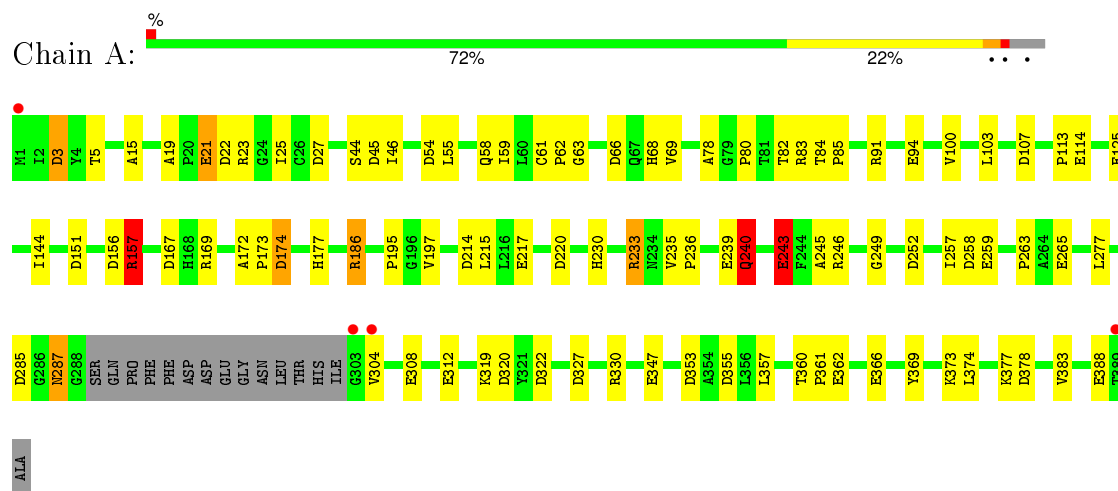 %
Chain A:
72% 22% • • •
M1 I2 D3 Y4 T5 A15 A19 P20 E21 D22 R23 G24 I25 C26 D27 S44 D45 I46 D54 L55 Q58 I59 L60 C61 P62 G63 D66 Q67 H68 V69 A78 G79 P80 T81 T82 R83 T84 P85 R91 E94 V100 L103 D107 P113 E114 E125
I144 D151 D156 R157 D167 H168 R169 A172 P173 D174 H177 R186 P195 G196 V197 D214 L215 L216 E217 D220 H230 R233 N234 V235 P236 E239 Q240 E243 F244 A245 R246 G249 D252 I257 D258 E259 P263 A264 E265 L277
D285 G286 N287 G288 SER GLN PRO PHE PHE ASP ASP GLU GLY ASN LEU THR HIS ILE G303 V304 E308 E312 K319 D320 Y321 D322 D327 R330 E347 D353 A354 D355 L356 L357 T360 P361 E362 E366 Y369 K373 L374 K377 D378 V383 E388 T389
ALA